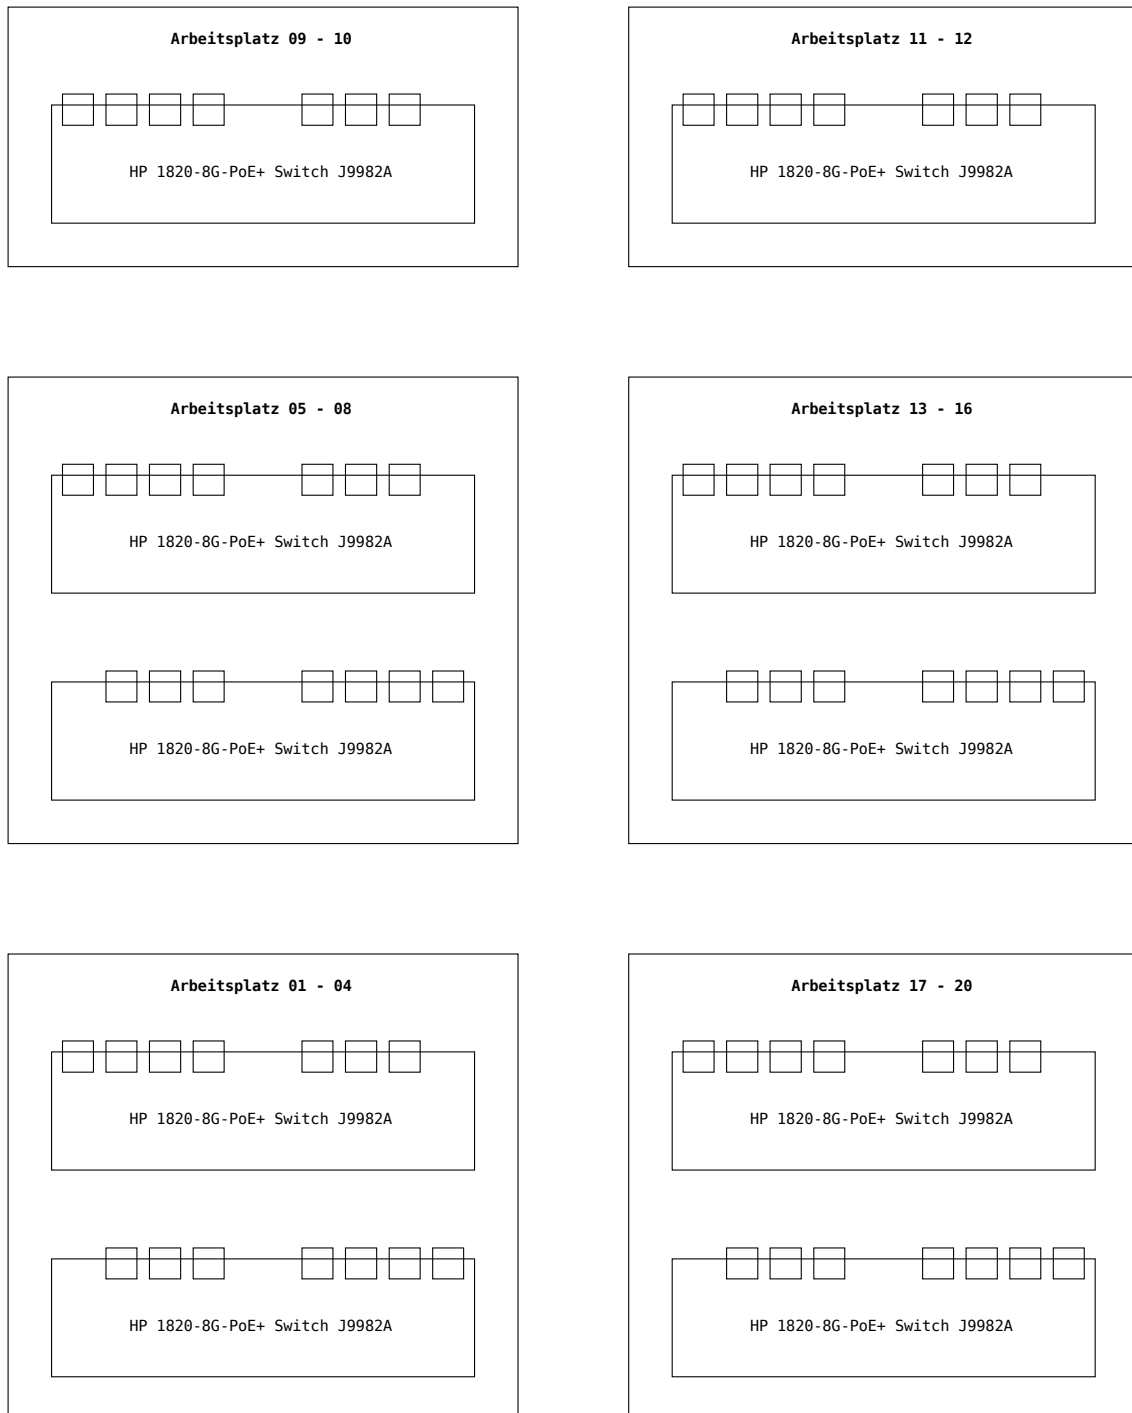 Arbeitsplatz 09 - 10
HP 1820-8G-PoE+ Switch J9982A
Arbeitsplatz 11 - 12
HP 1820-8G-PoE+ Switch J9982A
Arbeitsplatz 05 - 08
HP 1820-8G-PoE+ Switch J9982A
HP 1820-8G-PoE+ Switch J9982A
Arbeitsplatz 13 - 16
HP 1820-8G-PoE+ Switch J9982A
HP 1820-8G-PoE+ Switch J9982A
Arbeitsplatz 01 - 04
HP 1820-8G-PoE+ Switch J9982A
HP 1820-8G-PoE+ Switch J9982A
Arbeitsplatz 17 - 20
HP 1820-8G-PoE+ Switch J9982A
HP 1820-8G-PoE+ Switch J9982A